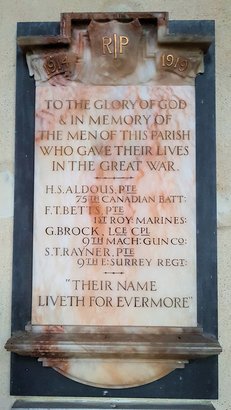 RIP
1914 1919
TO THE GLORY OF GOD
& IN MEMORY OF
THE MEN OF THIS PARISH
WHO GAVE THEIR LIVES
IN THE GREAT WAR.
H.S. ALDOUS, PTE
75TH CANADIAN BATT:
F.T. BETTS, PTE
1ST ROY: MARINES:
G. BROCK, LCE CPL
9TH MACH: GUN CO:
S.T. RAYNER, PTE
9TH E: SURREY REGT:
"THEIR NAME
LIVETH FOR EVERMORE"